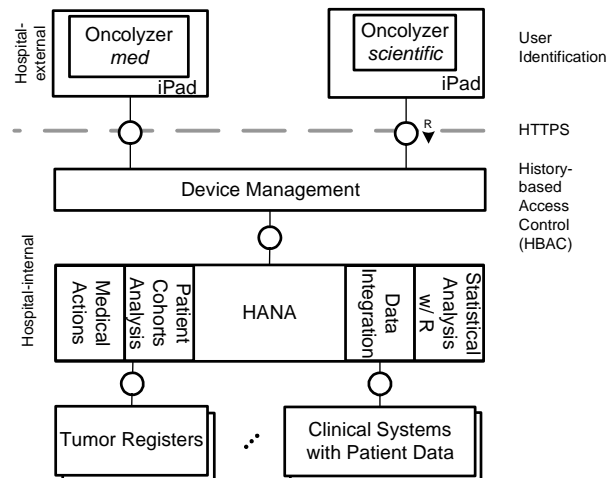 Hospital-
external
Oncolyzer
med
iPad
Oncolyzer
scientific
iPad
User
Identification
R
HTTPS
Device Management
History-
based
Access
Control
(HBAC)
Hospital-internal
Medical
Actions
Patient
Cohorts
Analysis
HANA
Data
Integration
Statistical
Analysis
w/ R
Tumor Registers
Clinical Systems
with Patient Data